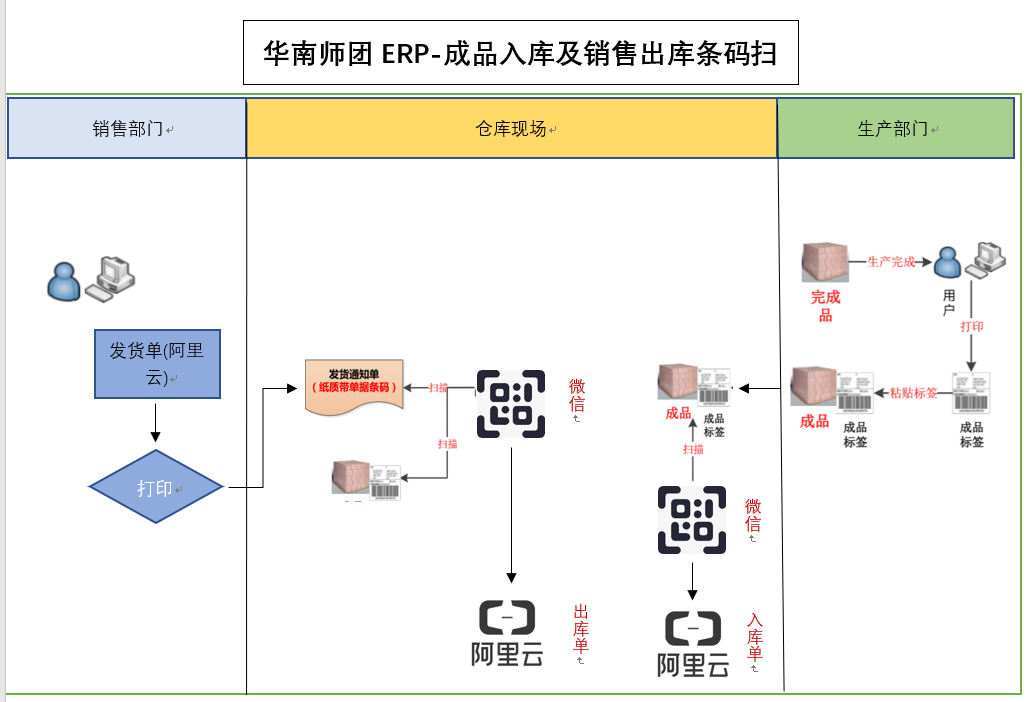 华南师团 ERP-成品入库及销售出库条码扫
销售部门
仓库现场
生产部门
发货单(阿里
云)
打印
发货通知单
（纸质带单据条码）
扫描
扫描
微
信
阿里云
出
库
单
成品
成品
标签
扫描
微
信
阿里云
入
库
单
完成
品
生产完成
用
户
打印
成品
标签
粘贴标签
成品
成品
标签